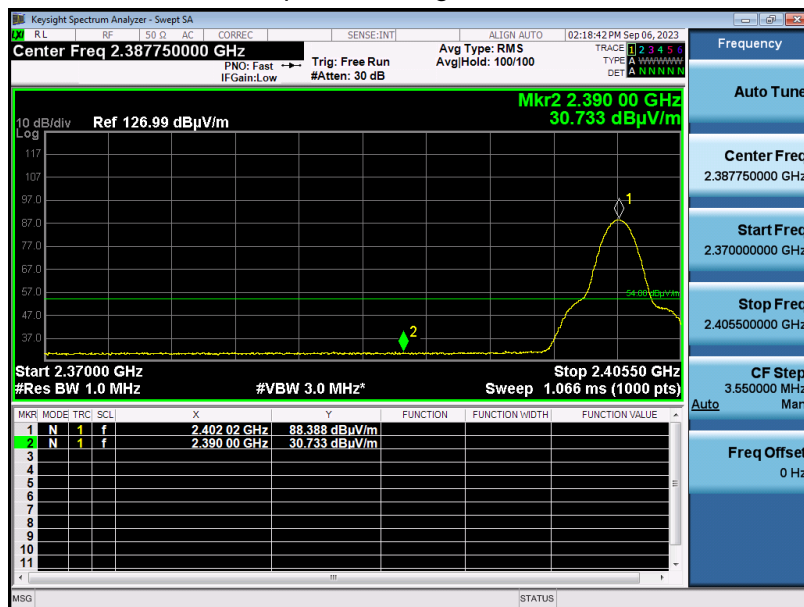 Keysight Spectrum Analyzer - Swept SA
LXI RL RF 50 Ω AC CORREC SENSE:INT ALIGN AUTO 02:18:42 PM Sep 06, 2023
Center Freq 2.387750000 GHz
PNO: Fast
IFGain:Low
Trig: Free Run
#Atten: 30 dB
Avg Type: RMS
Avg|Hold: 100/100
TRACE 1 2 3 4 5 6
TYPE A WWWWW
DET A N N N N N
Mkr2 2.390 00 GHz
30.733 dBµV/m
10 dB/div Ref 126.99 dBµV/m
Log
117
107
97.0
87.0
77.0
67.0
57.0
47.0
37.0
1
54.00 dBµV/m
2
Start 2.37000 GHz Stop 2.40550 GHz
#Res BW 1.0 MHz #VBW 3.0 MHz* Sweep 1.066 ms (1000 pts)
MKR MODE TRC SCL X Y FUNCTION FUNCTION WIDTH FUNCTION VALUE
1 N 1 f 2.402 02 GHz 88.388 dBµV/m
2 N 1 f 2.390 00 GHz 30.733 dBµV/m
3
4
5
6
7
8
9
10
11
MSG STATUS
Frequency
Auto Tune
Center Freq
2.387750000 GHz
Start Freq
2.370000000 GHz
Stop Freq
2.405500000 GHz
CF Step
3.550000 MHz
Auto Man
Freq Offset
0 Hz